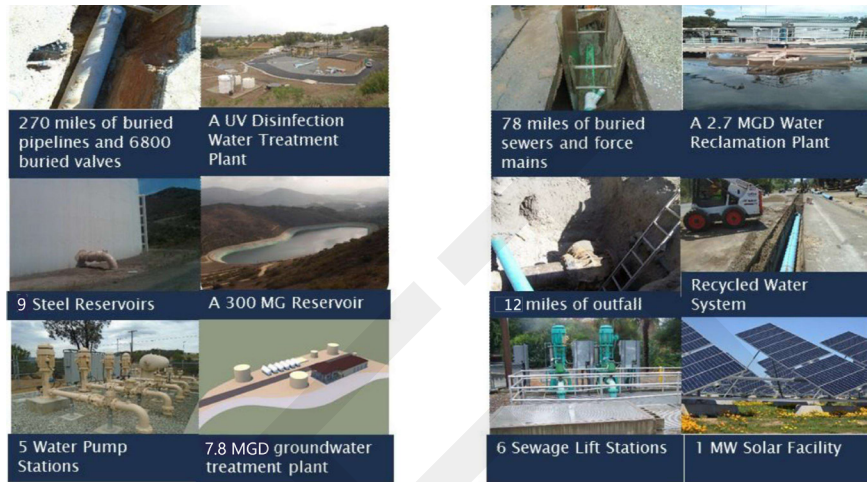 270 miles of buried
pipelines and 6800
buried valves
A UV Disinfection
Water Treatment
Plant
9 Steel Reservoirs
A 300 MG Reservoir
5 Water Pump
Stations
7.8 MGD groundwater
treatment plant
78 miles of buried
sewers and force
mains
A 2.7 MGD Water
Reclamation Plant
12 miles of outfall
Recycled Water
System
6 Sewage Lift Stations
1 MW Solar Facility